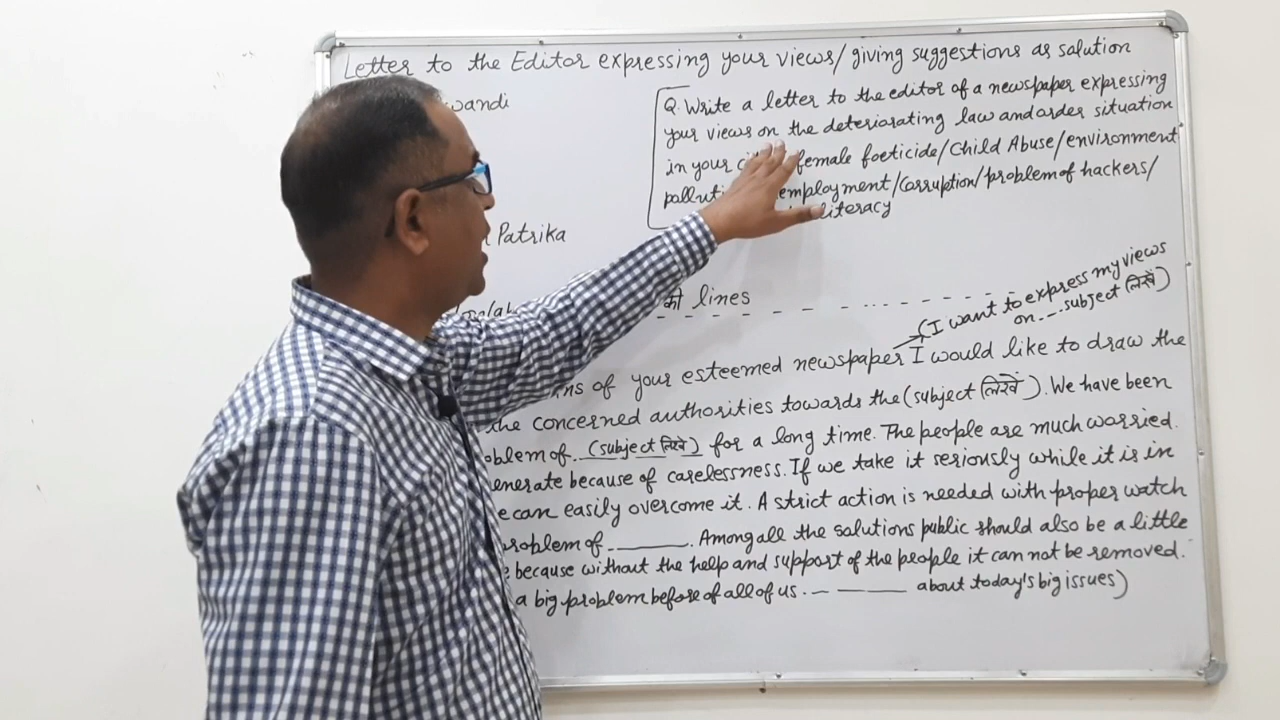 Letter to the Editor expressing your views/giving suggestions as solution
wandi
Q. Write a letter to the editor of a newspaper expressing
your views on the deteriorating law and order situation
in your female foeticide/Child Abuse/environment
polluti employment/Corruption/problem of hackers/
literacy
Patrika
को lines
(I want to express my views
on ... subject लिखें)
ns of your esteemed newspaper I would like to draw the
the concerned authorities towards the (subject लिखें). We have been
oblem of (subject लिखें) for a long time. The people are much worried.
enerate because of carelessness. If we take it seriously while it is in
e can easily overcome it. A strict action is needed with proper watch
problem of ______. Among all the solutions public should also be a little
e because without the help and support of the people it can not be removed.
a big problem before of all of us. — —— about today's big issues)